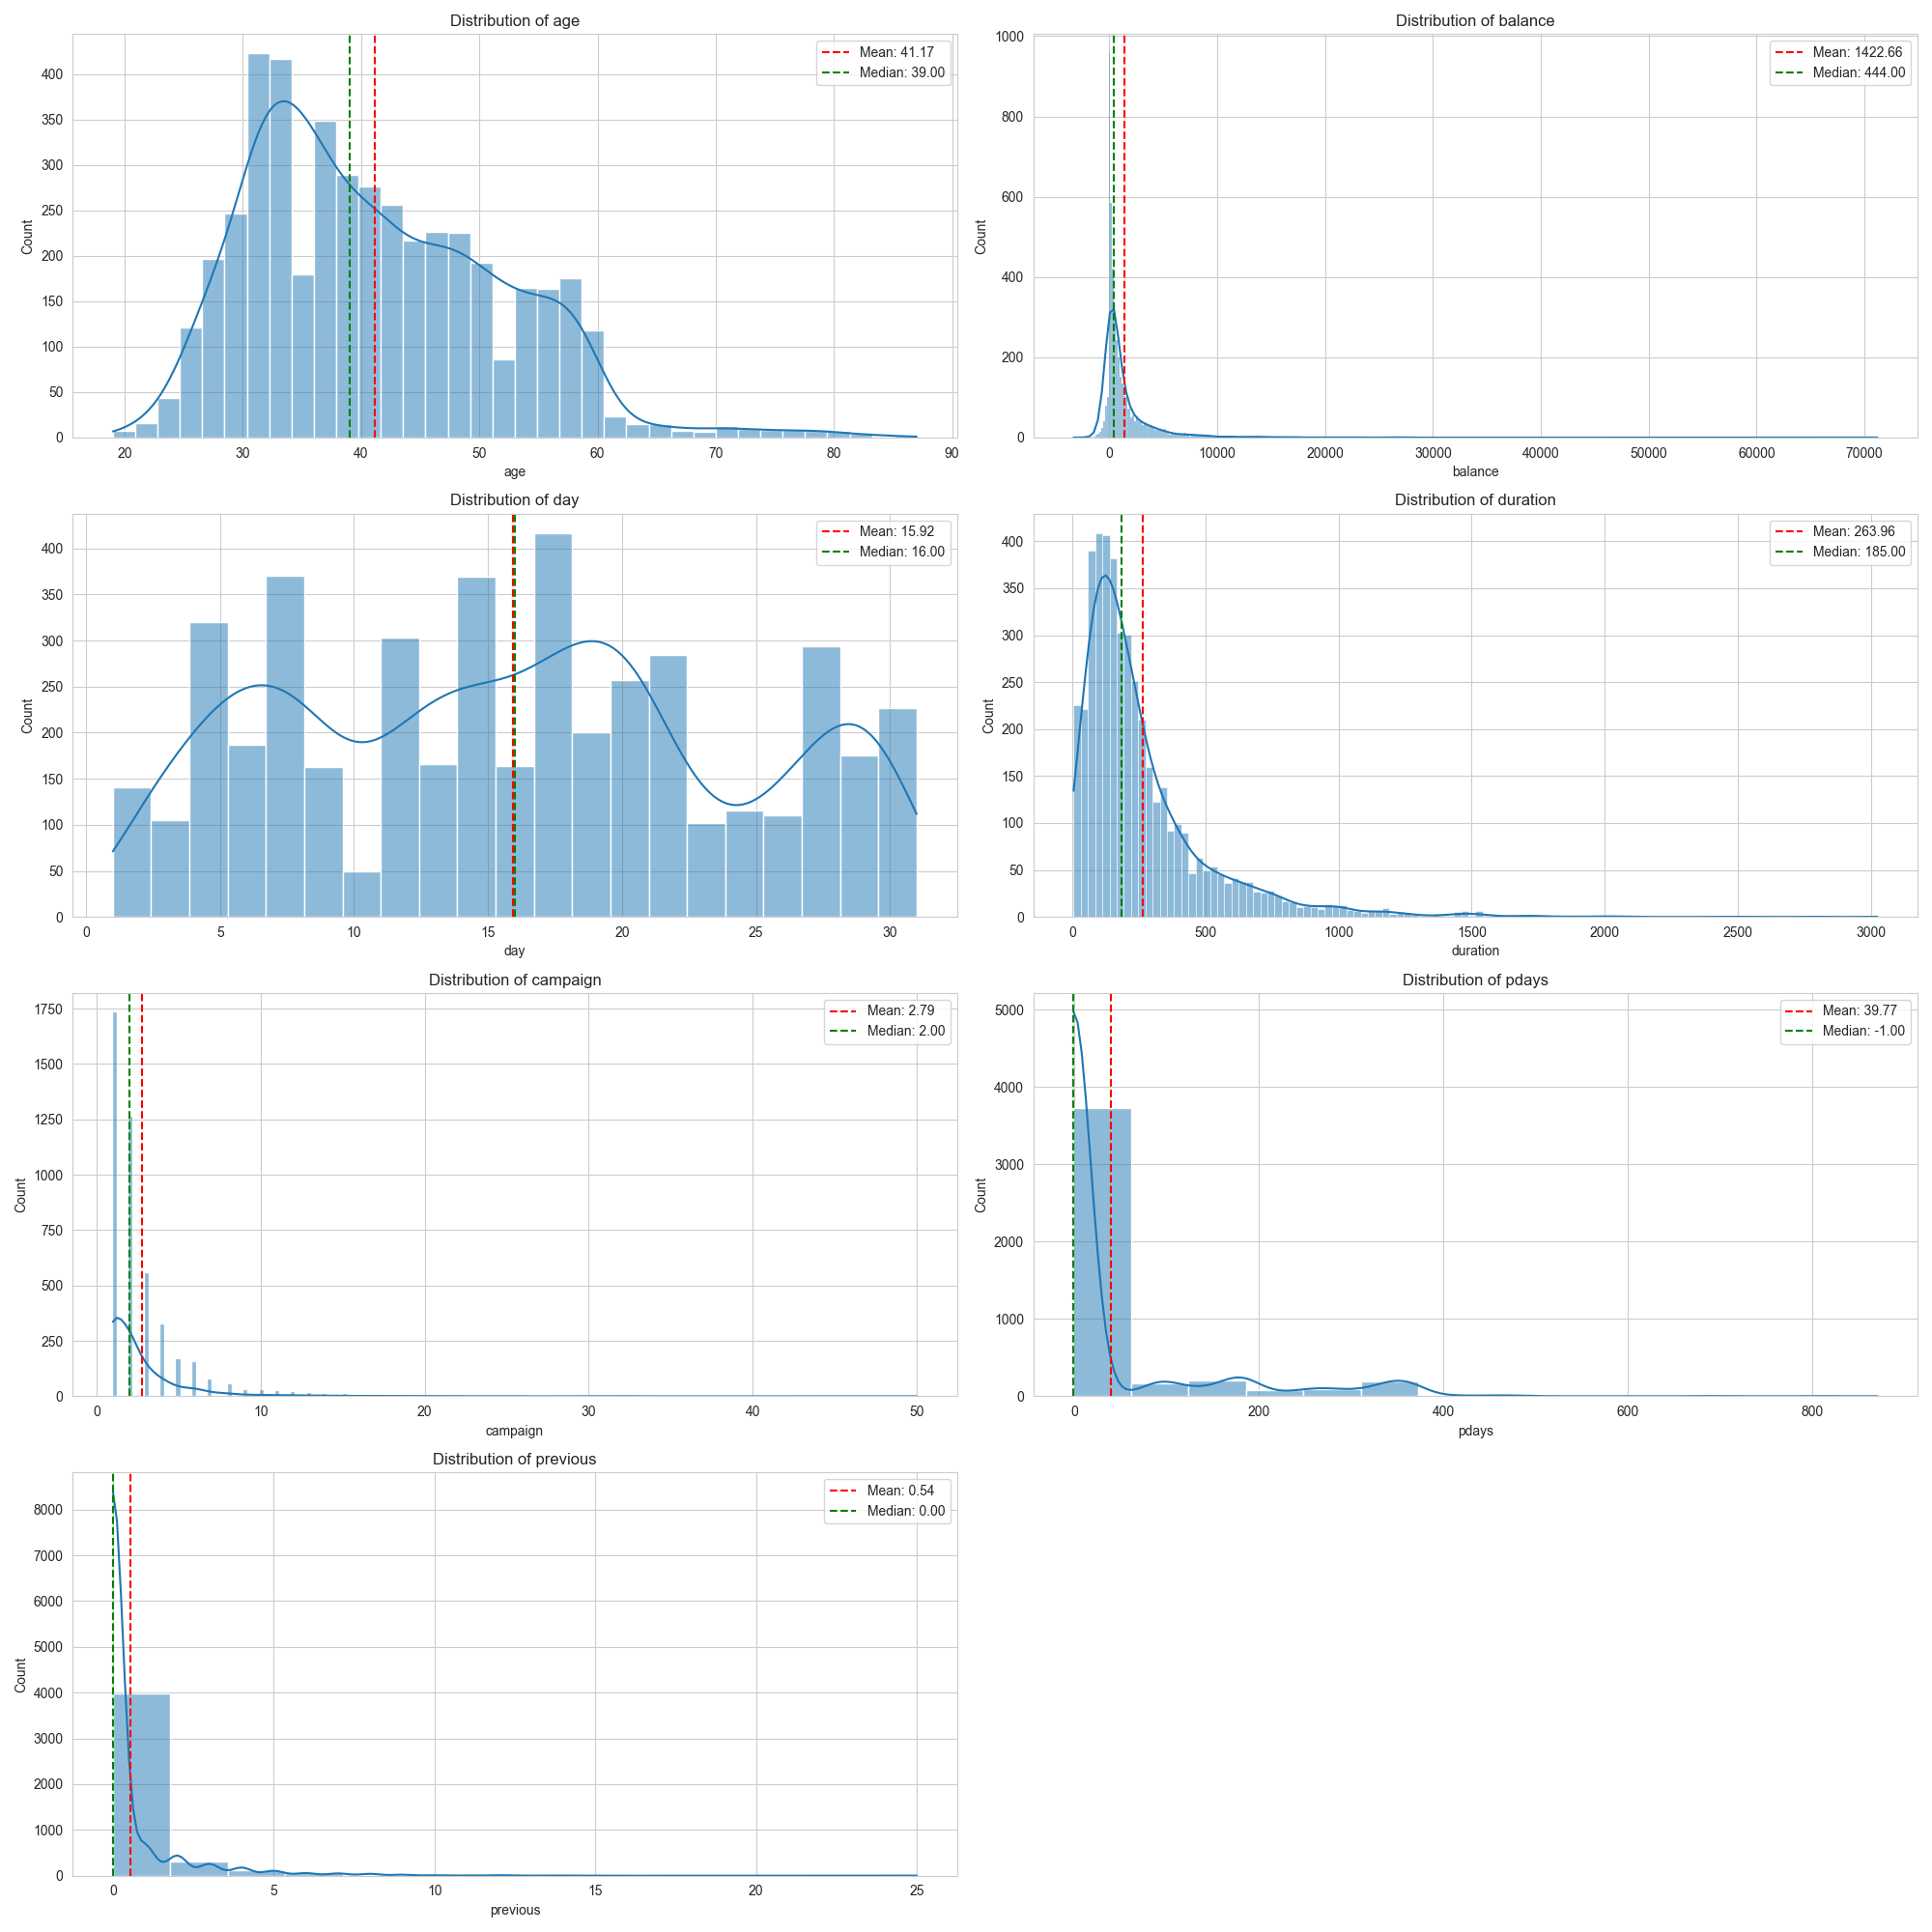 Distribution of age
Mean: 41.17
Median: 39.00
400
350
300
250
200
150
100
50
0
Count
20 30 40 50 60 70 80 90
age
Distribution of balance
Mean: 1422.66
Median: 444.00
1000
800
600
400
200
0
Count
0 10000 20000 30000 40000 50000 60000 70000
balance
Distribution of day
Mean: 15.92
Median: 16.00
400
350
300
250
200
150
100
50
0
Count
0 5 10 15 20 25 30
day
Distribution of duration
Mean: 263.96
Median: 185.00
400
350
300
250
200
150
100
50
0
Count
0 500 1000 1500 2000 2500 3000
duration
Distribution of campaign
Mean: 2.79
Median: 2.00
1750
1500
1250
1000
750
500
250
0
Count
0 10 20 30 40 50
campaign
Distribution of pdays
Mean: 39.77
Median: -1.00
5000
4000
3000
2000
1000
0
Count
0 200 400 600 800
pdays
Distribution of previous
Mean: 0.54
Median: 0.00
8000
7000
6000
5000
4000
3000
2000
1000
0
Count
0 5 10 15 20 25
previous